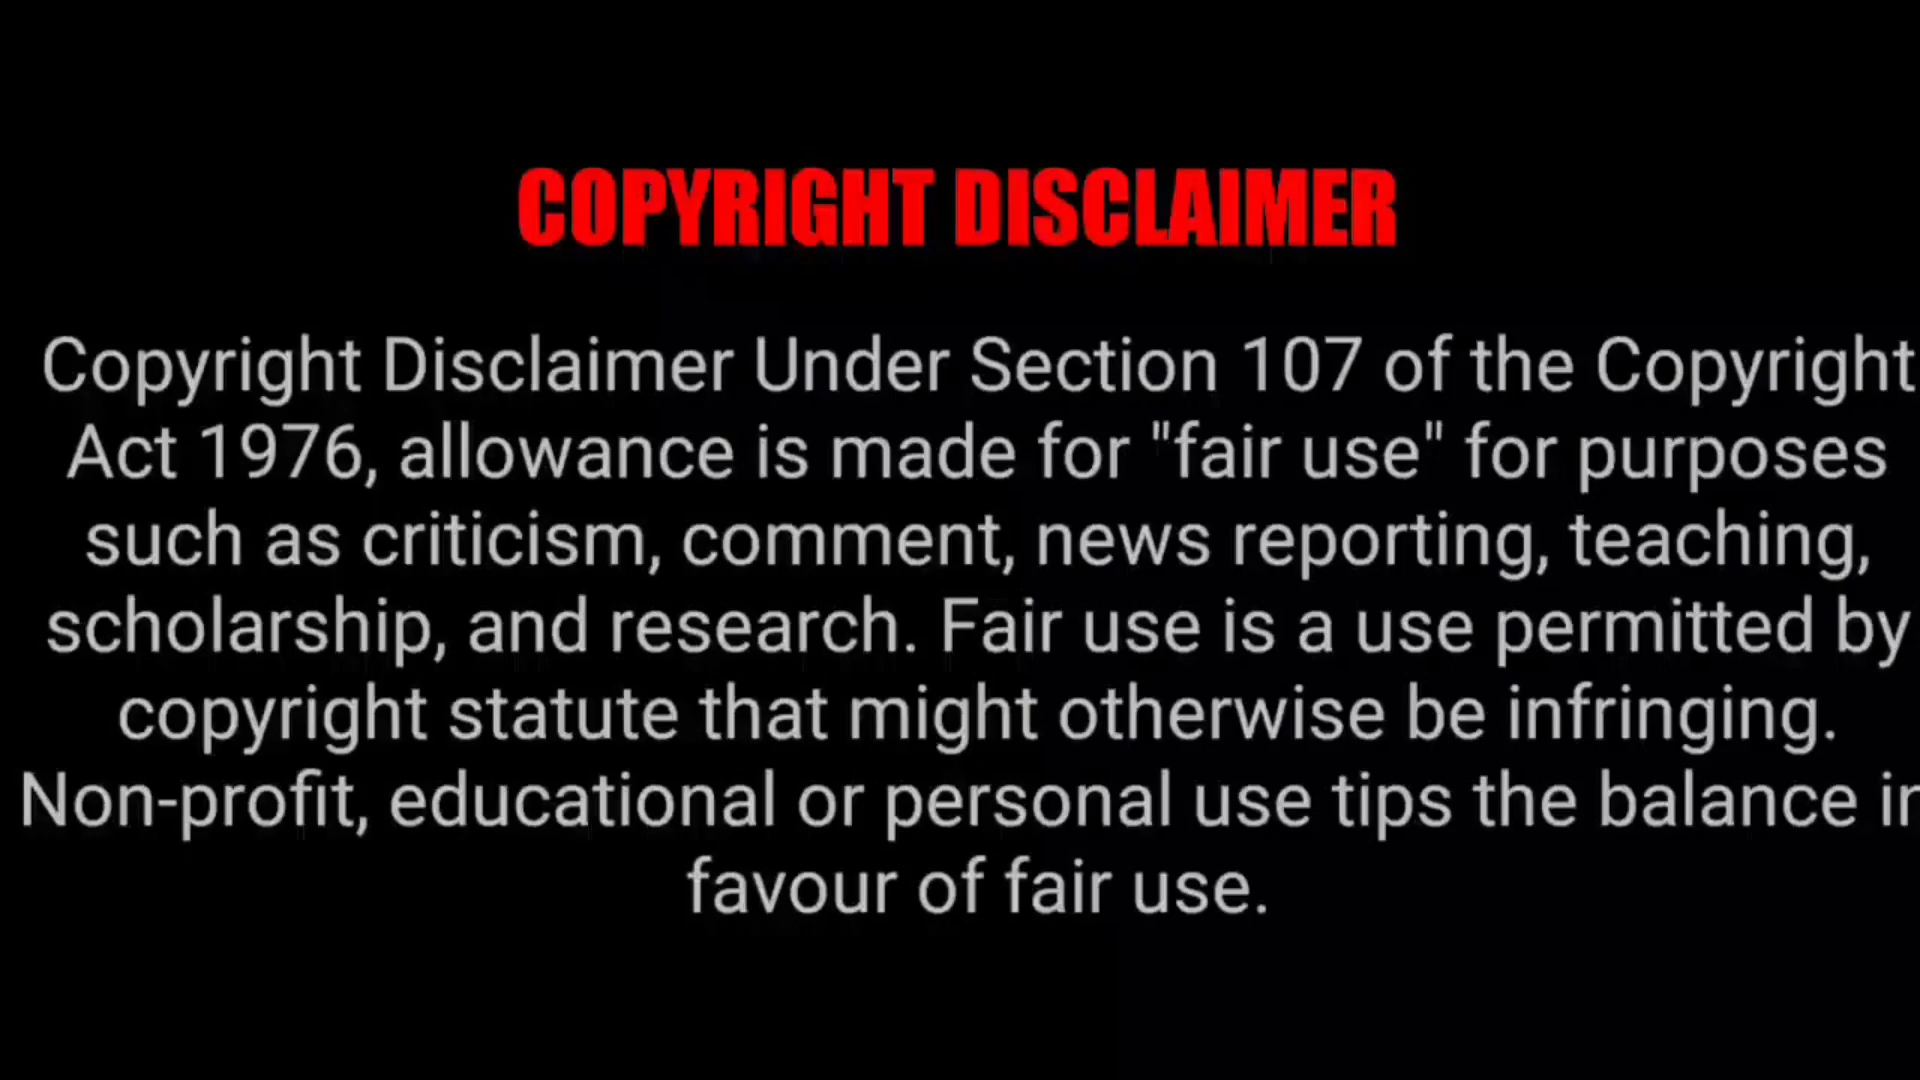 COPYRIGHT DISCLAIMER
Copyright Disclaimer Under Section 107 of the Copyright
Act 1976, allowance is made for "fair use" for purposes
such as criticism, comment, news reporting, teaching,
scholarship, and research. Fair use is a use permitted by
copyright statute that might otherwise be infringing.
Non-profit, educational or personal use tips the balance in
favour of fair use.